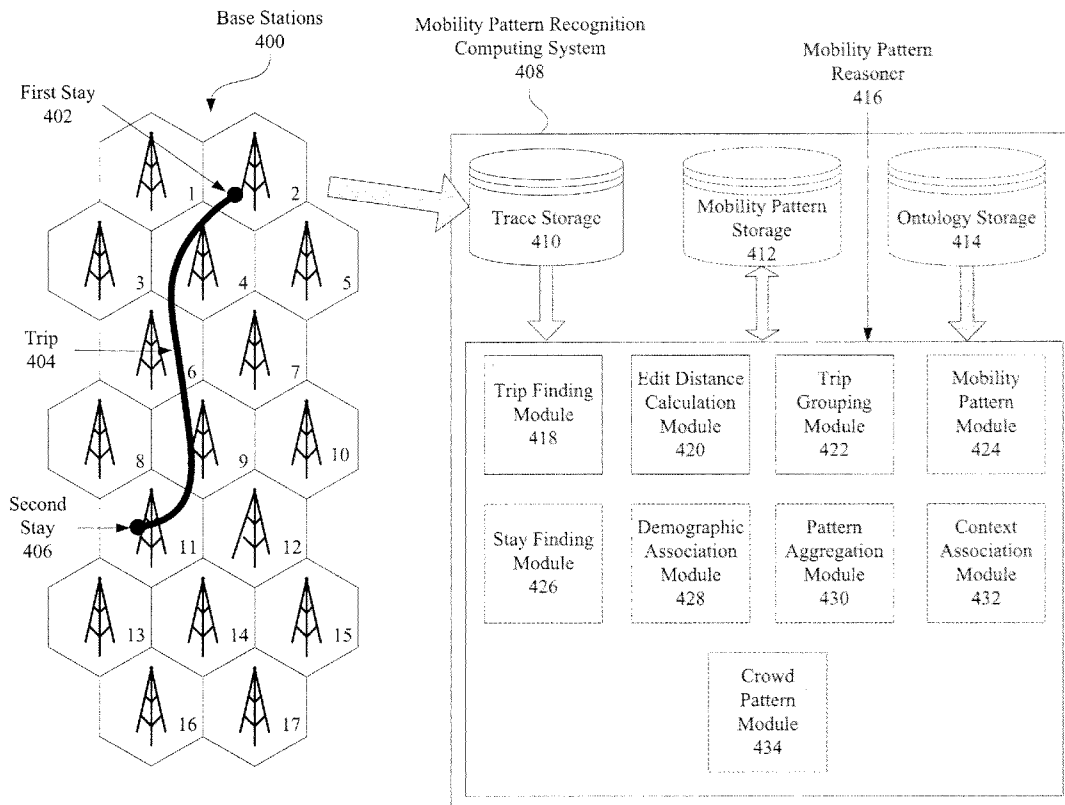 Base Stations
400
First Stay
402
1
2
3
4
5
Trip
404
6
7
8
9
10
Second
Stay
406
11
12
13
14
15
16
17
Mobility Pattern Recognition
Computing System
408
Mobility Pattern
Reasoner
416
Trace Storage
410
Mobility Pattern
Storage
412
Ontology Storage
414
Trip Finding
Module
418
Edit Distance
Calculation
Module
420
Trip
Grouping
Module
422
Mobility
Pattern
Module
424
Stay Finding
Module
426
Demographic
Association
Module
428
Pattern
Aggregation
Module
430
Context
Association
Module
432
Crowd
Pattern
Module
434